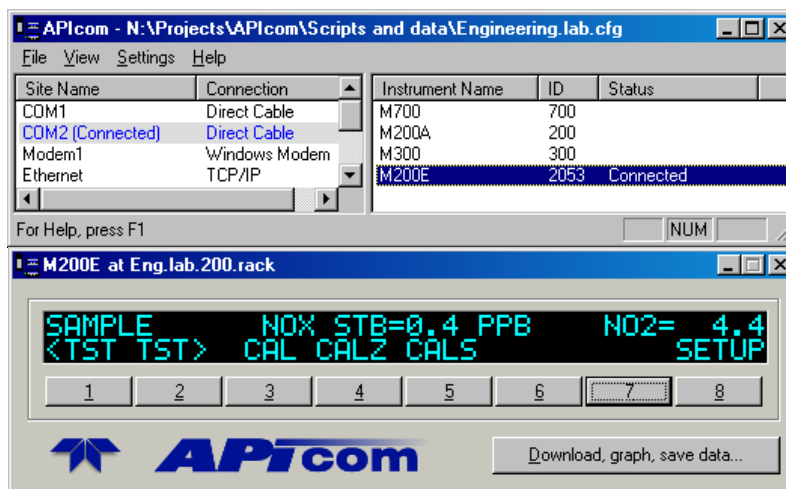 APIcom - N:\Projects\APIcom\Scripts and data\Engineering.lab.cfg
File View Settings Help
Site Name Connection
COM1 Direct Cable
COM2 (Connected) Direct Cable
Modem1 Windows Modem
Ethernet TCP/IP
Instrument Name ID Status
M700 700
M200A 200
M300 300
M200E 2053 Connected
For Help, press F1 NUM
M200E at Eng.lab.200.rack
SAMPLE NOX STB=0.4 PPB NO2= 4.4
<TST TST> CAL CALZ CALS SETUP
1 2 3 4 5 6 7 8
APIcom Download, graph, save data...